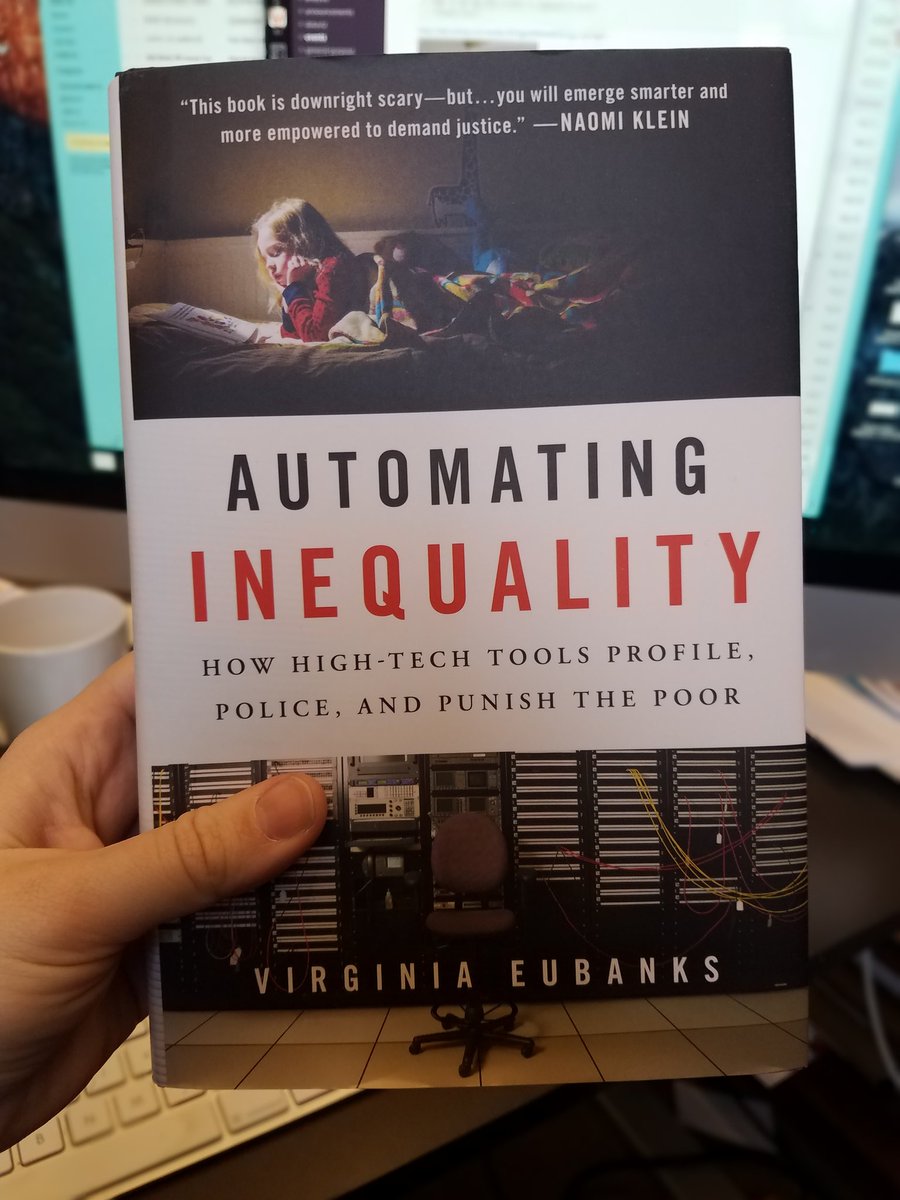 “This book is downright scary—but...you will emerge smarter and
more empowered to demand justice.” —NAOMI KLEIN
AUTOMATING
INEQUALITY
HOW HIGH-TECH TOOLS PROFILE,
POLICE, AND PUNISH THE POOR
VIRGINIA EUBANKS